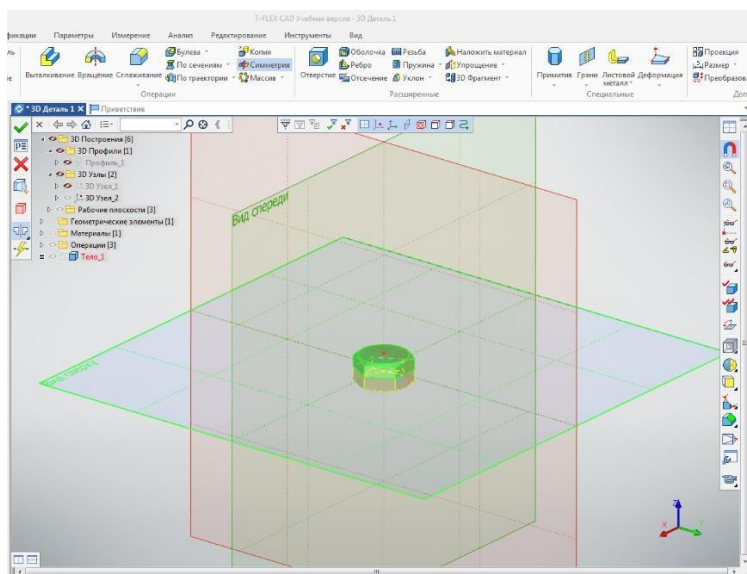 T-FLEX CAD Учебная версия - 3D Деталь 1
Параметры Измерение Анализ Редактирование Инструменты Вид
Булева Копия Оболочка Резьба Наложить материал Проекция
По сечениям Симметрия Ребро Пружина Упрощение Размер
Выталкивание Вращение Сглаживание По траектории Массив Отверстие Отсечение Уклон 3D Фрагмент Примитив Грани Листовой металл Деформация
Операции Расширенные Специальные
*3D Деталь 1 X Приветствие
3D Построения [6]
3D Профили [1]
Профиль_1
3D Узлы [2]
3D Узел_1
3D Узел_2
Рабочие плоскости [3]
Геометрические элементы [1]
Материалы [1]
Операции [3]
Тело_1
Вид спереди
Z
X